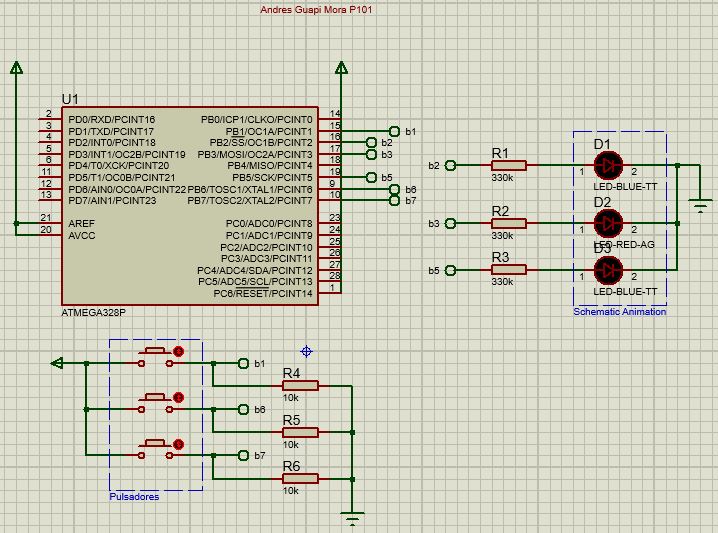 Andres Guapi Mora P101
U1
2 PD0/RXD/PCINT16 PB0/ICP1/CLKO/PCINT0 14
3 PD1/TXD/PCINT17 PB1/OC1A/PCINT1 15 b1
4 PD2/INT0/PCINT18 PB2/SS/OC1B/PCINT2 16 b2
5 PD3/INT1/OC2B/PCINT19 PB3/MOSI/OC2A/PCINT3 17 b3
6 PD4/T0/XCK/PCINT20 PB4/MISO/PCINT4 18
11 PD5/T1/OC0B/PCINT21 PB5/SCK/PCINT5 19 b5
12 PD6/AIN0/OC0A/PCINT22 PB6/TOSC1/XTAL1/PCINT6 9 b6
13 PD7/AIN1/PCINT23 PB7/TOSC2/XTAL2/PCINT7 10 b7
21 AREF PC0/ADC0/PCINT8 23
20 AVCC PC1/ADC1/PCINT9 24
PC2/ADC2/PCINT10 25
PC3/ADC3/PCINT11 26
PC4/ADC4/SDA/PCINT12 27
PC5/ADC5/SCL/PCINT13 28
PC6/RESET/PCINT14 1
ATMEGA328P
D1
b2 R1 1 2
330k LED-BLUE-TT
D2
b3 R2 1 2
330k LED-RED-AG
D3
b5 R3 1 2
330k LED-BLUE-TT
Schematic Animation
b1
R4
10k
b6
R5
10k
b7
R6
10k
Pulsadores